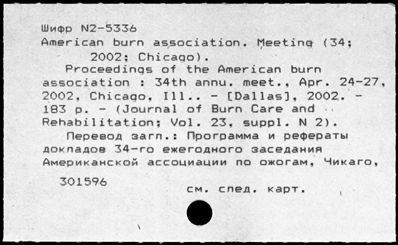 Шифр N2-5336
American burn association. Meeting (34;
2002; Chicago).
Proceedings of the American burn
association : 34th annu. meet., Apr. 24-27,
2002, Chicago, Ill.. - [Dallas], 2002. -
183 p. - (Journal of Burn Care and
Rehabilitation; Vol. 23, suppl. N 2).
Перевод загл.: Программа и рефераты
докладов 34-го ежегодного заседания
Американской ассоциации по ожогам, Чикаго,
301596
см. след. карт.